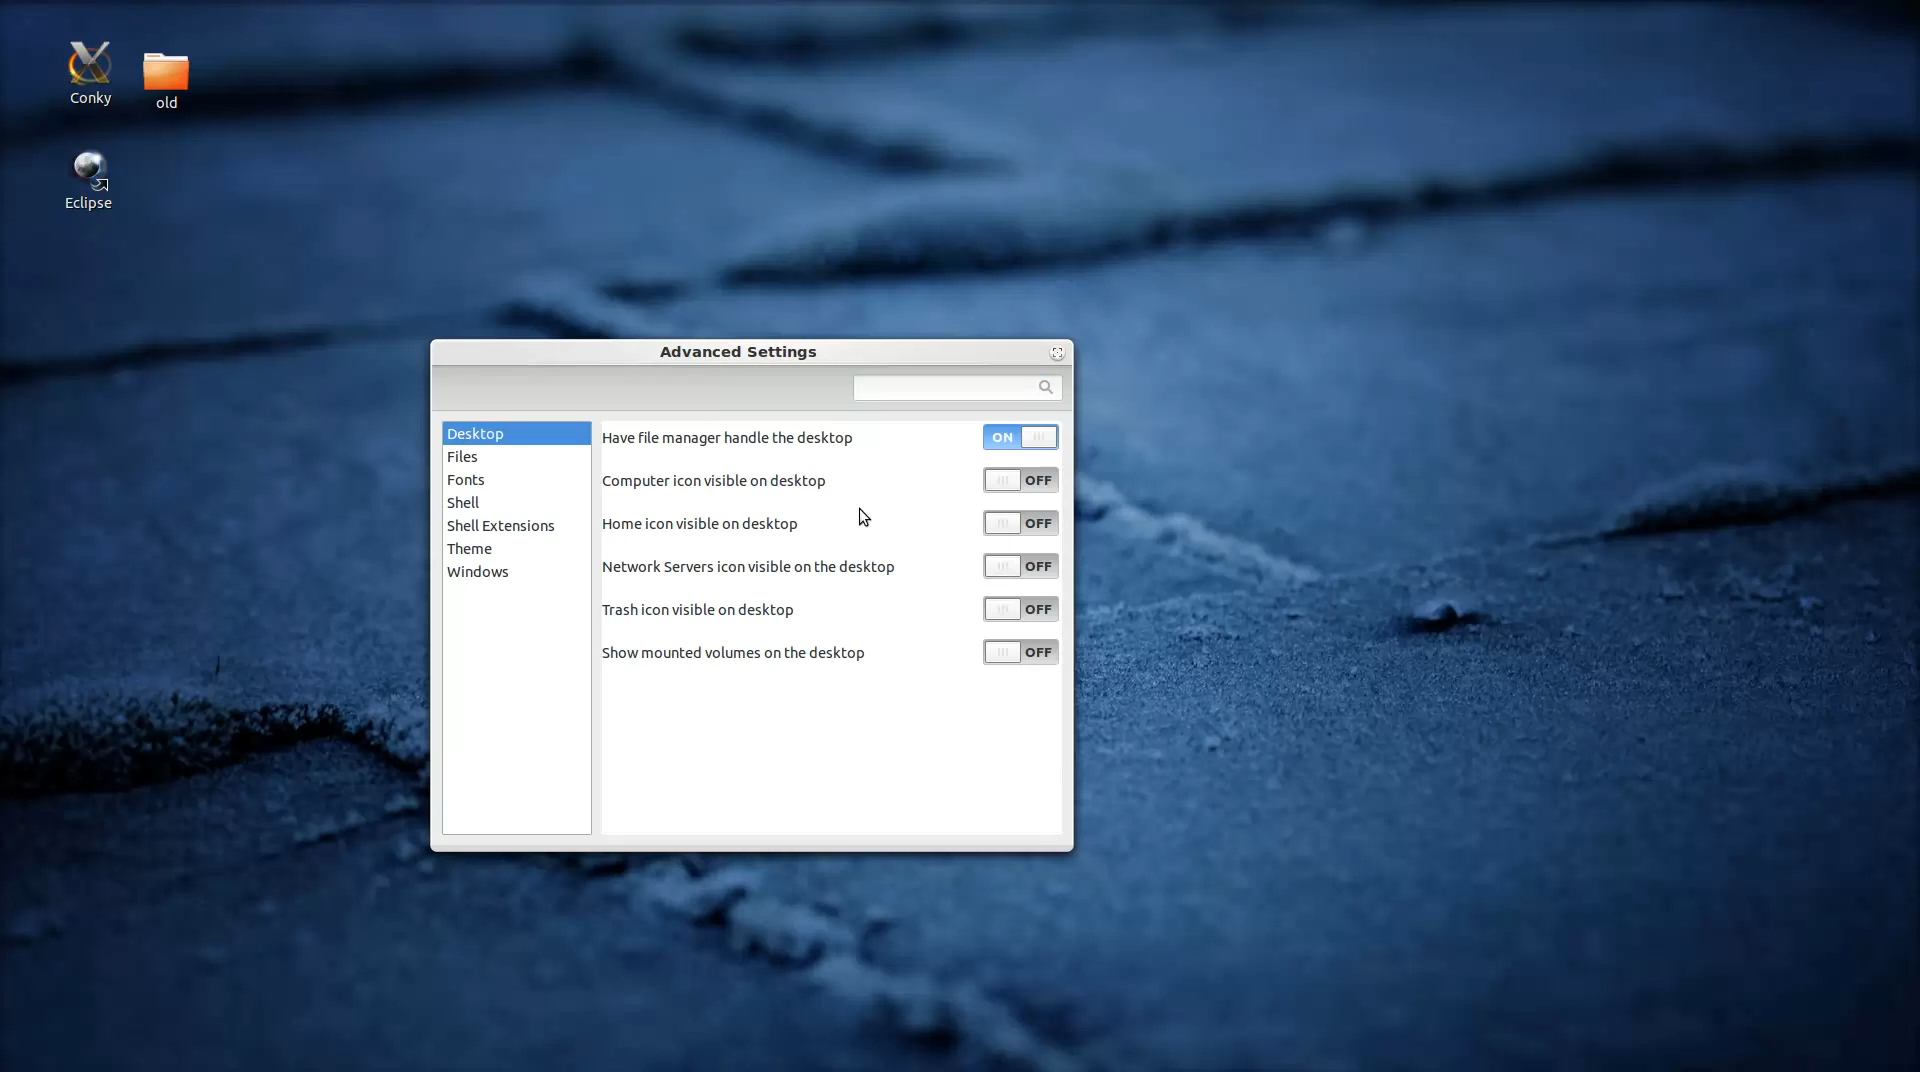 Conky
old
Eclipse
Advanced Settings
Desktop
Files
Fonts
Shell
Shell Extensions
Theme
Windows
Have file manager handle the desktop ON
Computer icon visible on desktop OFF
Home icon visible on desktop OFF
Network Servers icon visible on the desktop OFF
Trash icon visible on desktop OFF
Show mounted volumes on the desktop OFF